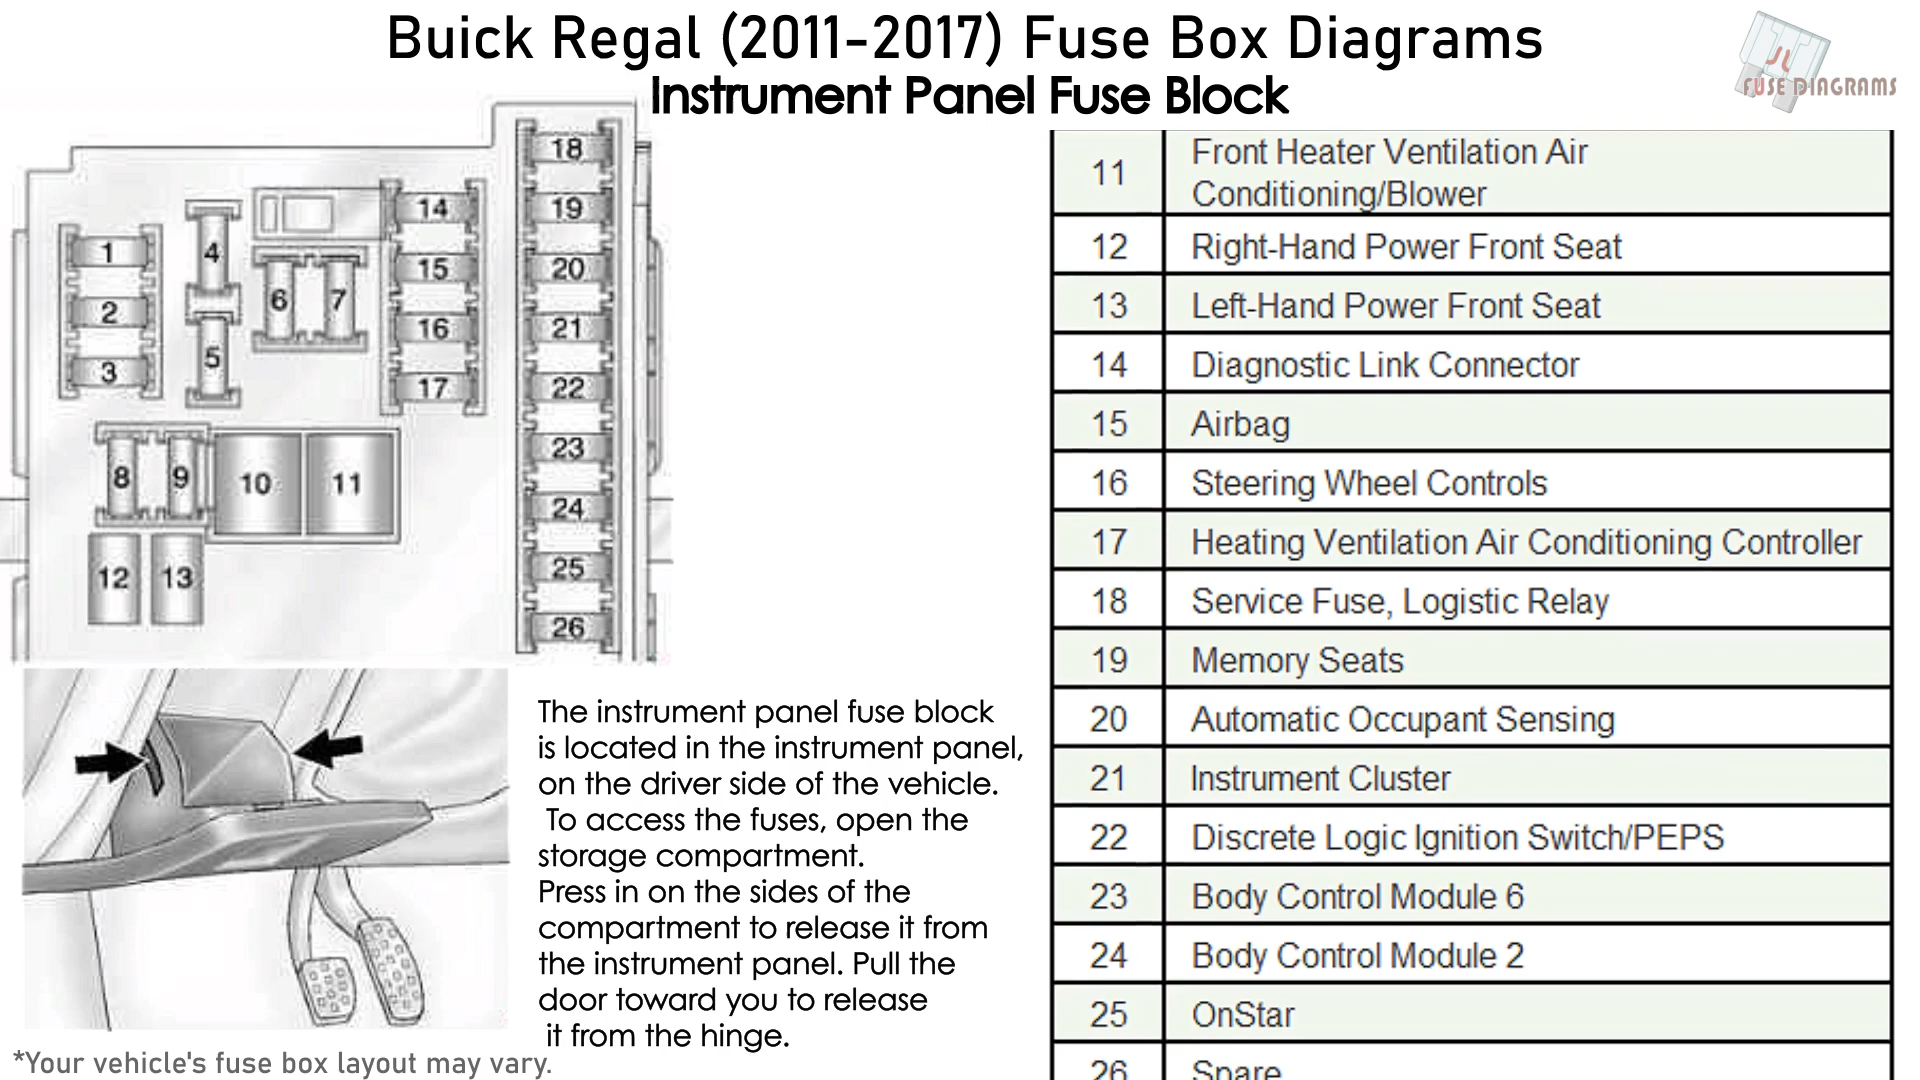 Buick Regal (2011-2017) Fuse Box Diagrams
Instrument Panel Fuse Block
FUSE DIAGRAMS
18
14 19
4
1
15 20
6 7
2
16 21
5
3
17 22
23
8 9 10 11
24
12 13 25
26
The instrument panel fuse block
is located in the instrument panel,
on the driver side of the vehicle.
To access the fuses, open the
storage compartment.
Press in on the sides of the
compartment to release it from
the instrument panel. Pull the
door toward you to release
it from the hinge.
*Your vehicle's fuse box layout may vary.
11 Front Heater Ventilation Air
Conditioning/Blower
12 Right-Hand Power Front Seat
13 Left-Hand Power Front Seat
14 Diagnostic Link Connector
15 Airbag
16 Steering Wheel Controls
17 Heating Ventilation Air Conditioning Controller
18 Service Fuse, Logistic Relay
19 Memory Seats
20 Automatic Occupant Sensing
21 Instrument Cluster
22 Discrete Logic Ignition Switch/PEPS
23 Body Control Module 6
24 Body Control Module 2
25 OnStar
26 Spare